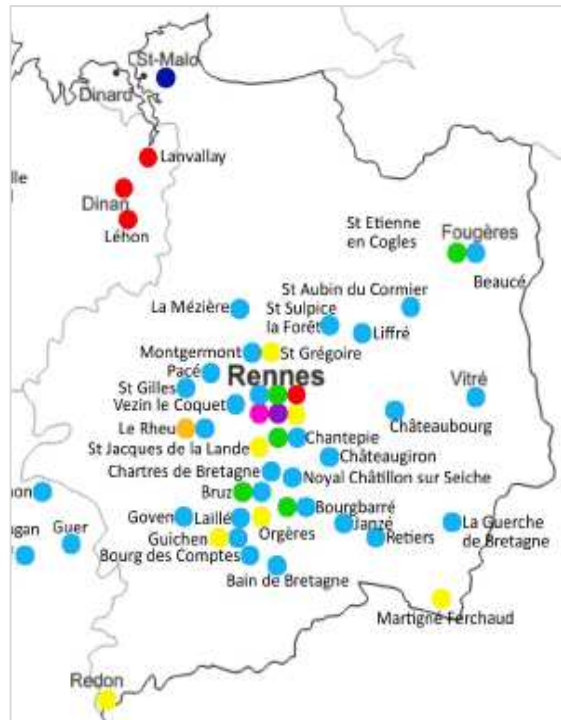 St-Malo
Dinard
Lanvallay
Dinan
Léhon
St Etienne
en Cogles
Fougères
Beaucé
St Aubin du Cormier
La Mézière
St Sulpice
la Forêt
Liffré
Montgermont
St Grégoire
Pacé
Rennes
St Gilles
Vitré
Vezin le Coquet
Châteaubourg
Le Rheu
Chantepie
St Jacques de la Lande
Châteaugiron
Chartres de Bretagne
Noyal Châtillon sur Seiche
Bruz
Bourgbarré
Goven
Laillé
Orgères
Janzé
La Guerche
de Bretagne
Guer
Guichen
Retiers
Bourg des Comptes
Bain de Bretagne
Martigné Ferchaud
Redon